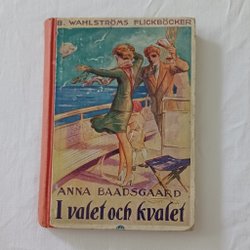 B. WAHLSTRÖMS FLICKBÖCKER
ANNA BAADSGAARD
I valet och kvalet